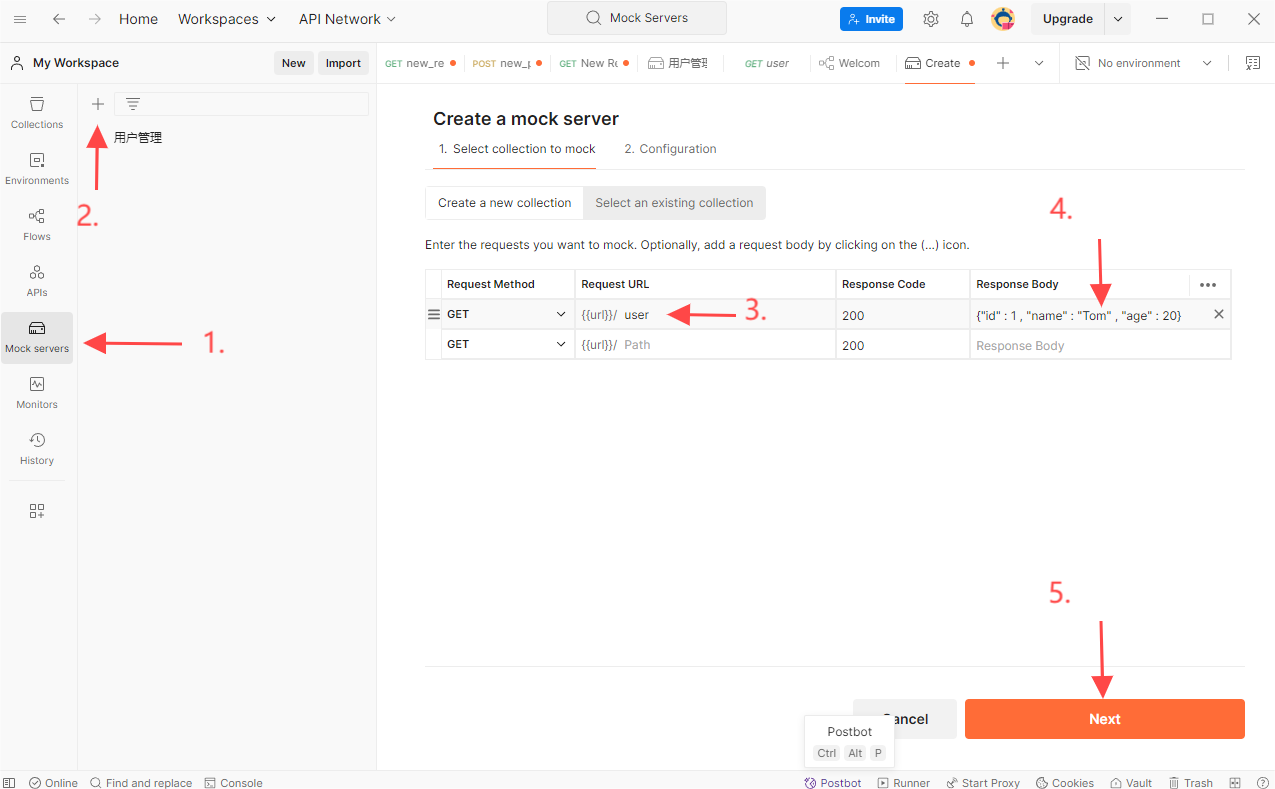 Home Workspaces API Network Mock Servers Invite Upgrade
My Workspace New Import GET new_re POST new_p GET New Re 用户管理 GET user Welcom Create No environment
Collections
用户管理
Environments
2.
Flows
APIs
Mock servers
1.
Monitors
History
Create a mock server
1. Select collection to mock 2. Configuration
Create a new collection Select an existing collection
4.
Enter the requests you want to mock. Optionally, add a request body by clicking on the (...) icon.
Request Method Request URL Response Code Response Body
GET {{url}}/ user 3. 200 {"id" : 1 , "name" : "Tom" , "age" : 20}
GET {{url}}/ Path 200 Response Body
5.
Cancel Next
Postbot
Ctrl Alt P
Online Find and replace Console Postbot Runner Start Proxy Cookies Vault Trash